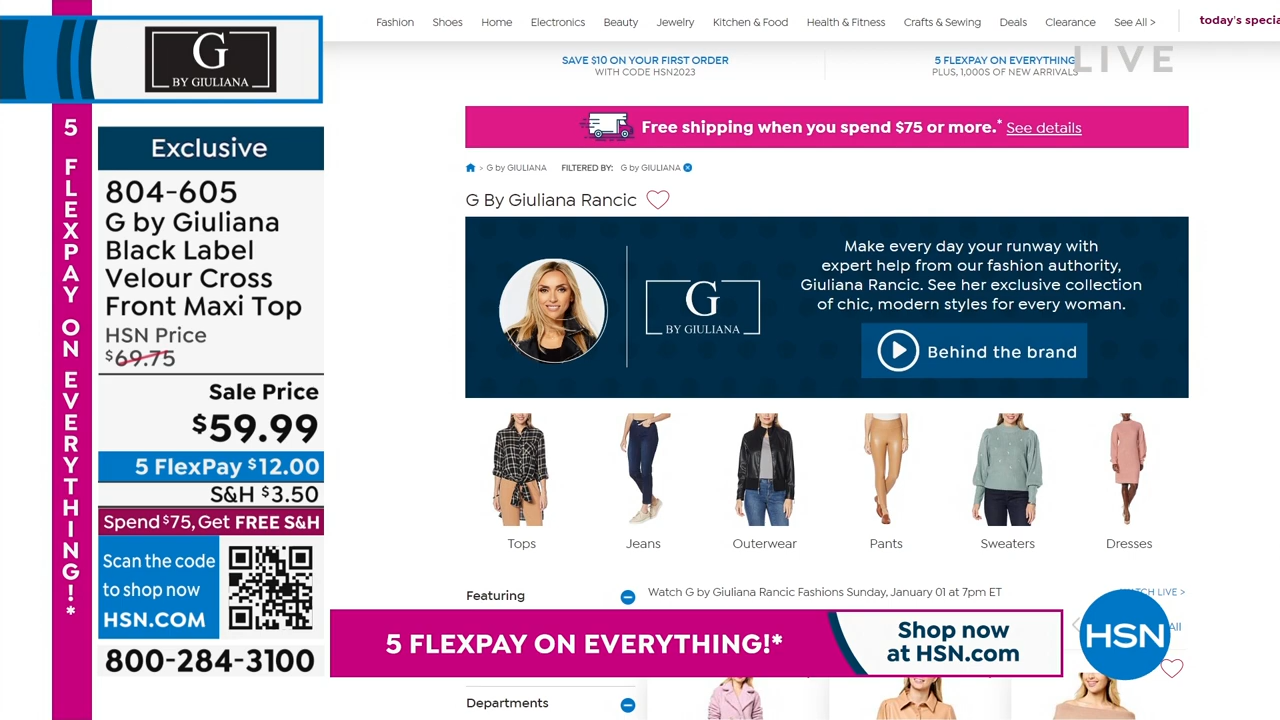 G
BY GIULIANA
5 FLEXPAY ON EVERYTHING!*
Exclusive
804-605
G by Giuliana
Black Label
Velour Cross
Front Maxi Top
HSN Price
$69.75
Sale Price
$59.99
5 FlexPay $12.00
S&H $3.50
Spend $75, Get FREE S&H
Scan the code
to shop now
HSN.COM
800-284-3100
Fashion Shoes Home Electronics Beauty Jewelry Kitchen & Food Health & Fitness Crafts & Sewing Deals Clearance See All > today's specia
SAVE $10 ON YOUR FIRST ORDER
WITH CODE HSN2023
5 FLEXPAY ON EVERYTHING
PLUS, 1,000S OF NEW ARRIVALS
LIVE
Free shipping when you spend $75 or more.* See details
> G by GIULIANA FILTERED BY: G by GIULIANA
G By Giuliana Rancic
Make every day your runway with
expert help from our fashion authority,
Giuliana Rancic. See her exclusive collection
of chic, modern styles for every woman.
G
BY GIULIANA
Behind the brand
Tops Jeans Outerwear Pants Sweaters Dresses
Featuring
Watch G by Giuliana Rancic Fashions Sunday, January 01 at 7pm ET
LIVE >
All
5 FLEXPAY ON EVERYTHING!*
Shop now
at HSN.com
HSN
Departments